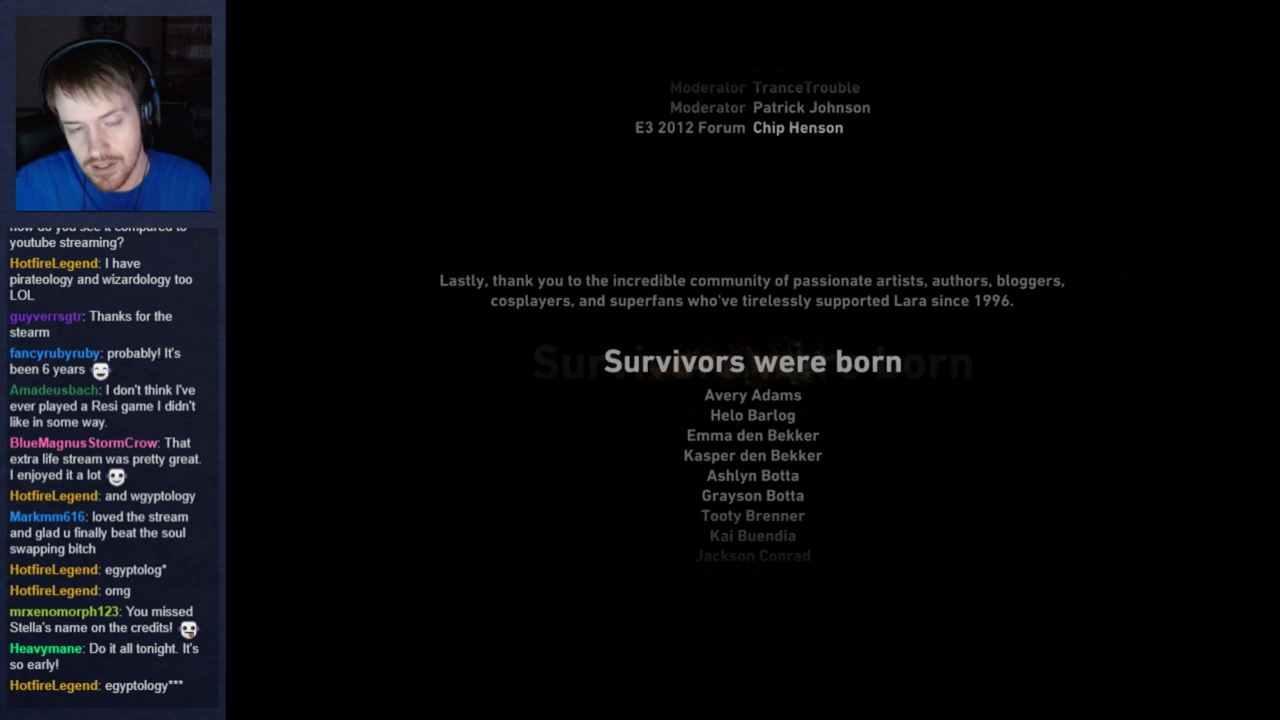 how do you see it compared to
youtube streaming?
HotfireLegend: I have
pirateology and wizardology too
LOL
guyverrsgtr: Thanks for the
stearm
fancyrubyruby: probably! It's
been 6 years
Amadeusbach: I don't think I've
ever played a Resi game I didn't
like in some way.
BlueMagnusStormCrow: That
extra life stream was pretty great.
I enjoyed it a lot
HotfireLegend: and wgyptology
Markmm616: loved the stream
and glad u finally beat the soul
swapping bitch
HotfireLegend: egyptolog*
HotfireLegend: omg
mrxenomorph123: You missed
Stella's name on the credits!
Heavymane: Do it all tonight. It's
so early!
HotfireLegend: egyptology***
Moderator TranceTrouble
Moderator Patrick Johnson
E3 2012 Forum Chip Henson
Lastly, thank you to the incredible community of passionate artists, authors, bloggers,
cosplayers, and superfans who've tirelessly supported Lara since 1996.
Survivors were born
Avery Adams
Helo Barlog
Emma den Bekker
Kasper den Bekker
Ashlyn Botta
Grayson Botta
Tooty Brenner
Kai Buendia
Jackson Conrad